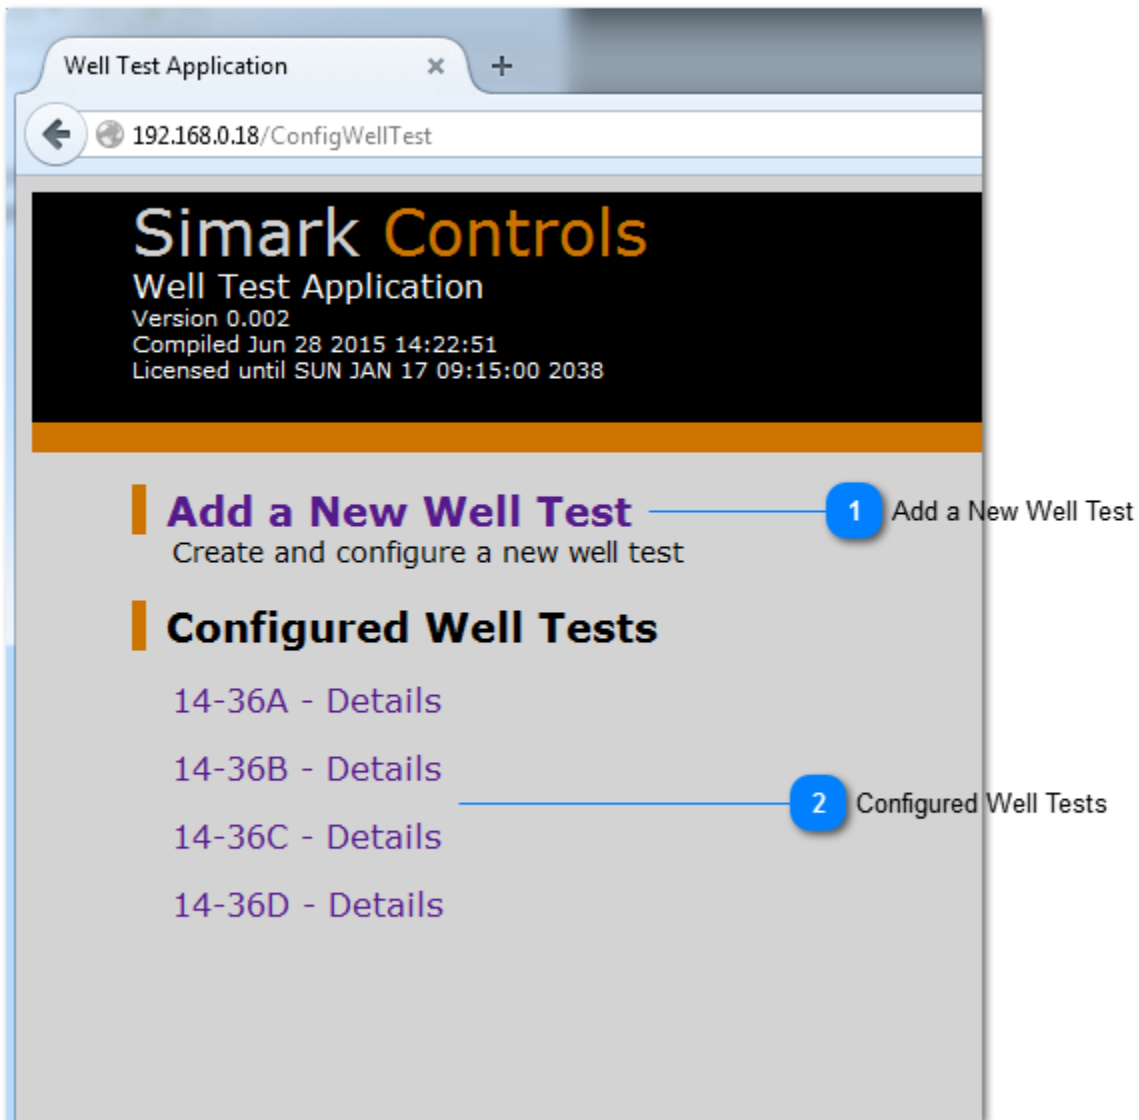 Well Test Application
192.168.0.18/ConfigWellTest
Simark Controls
Well Test Application
Version 0.002
Compiled Jun 28 2015 14:22:51
Licensed until SUN JAN 17 09:15:00 2038
Add a New Well Test
1 Add a New Well Test
Create and configure a new well test
Configured Well Tests
14-36A - Details
14-36B - Details
2 Configured Well Tests
14-36C - Details
14-36D - Details